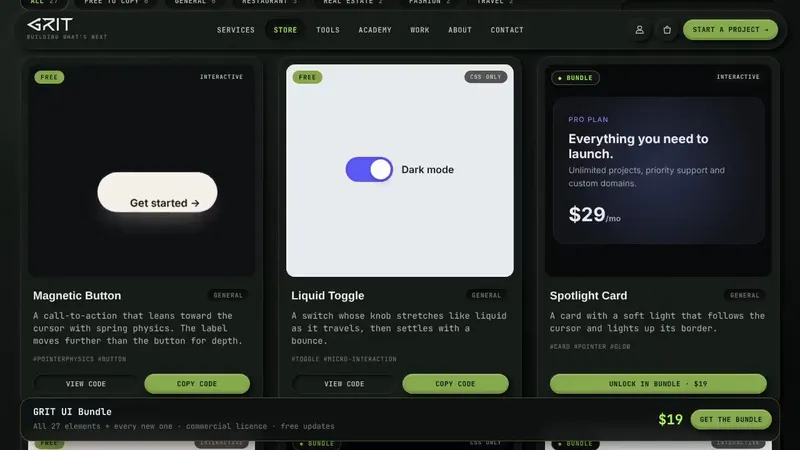 ALL 27 FREE TO COPY 8 GENERAL 6 RESTAURANT 3 REAL ESTATE 2 FASHION 2 TRAVEL 2
GRIT
BUILDING WHAT'S NEXT
SERVICES STORE TOOLS ACADEMY WORK ABOUT CONTACT
START A PROJECT →
FREE INTERACTIVE
Get started →
Magnetic Button GENERAL
A call-to-action that leans toward the
cursor with spring physics. The label
moves further than the button for depth.
#POINTERPHYSICS #BUTTON
VIEW CODE COPY CODE
FREE CSS ONLY
Dark mode
Liquid Toggle GENERAL
A switch whose knob stretches like liquid
as it travels, then settles with a
bounce.
#TOGGLE #MICRO-INTERACTION
VIEW CODE COPY CODE
◆ BUNDLE INTERACTIVE
PRO PLAN
Everything you need to
launch.
Unlimited projects, priority support and
custom domains.
$29/mo
Spotlight Card GENERAL
A card with a soft light that follows the
cursor and lights up its border.
#CARD #POINTER #GLOW
UNLOCK IN BUNDLE · $19
GRIT UI Bundle
All 27 elements + every new one · commercial licence · free updates
$19 GET THE BUNDLE
FREE INTERACTIVE ◆ BUNDLE CSS ONLY ◆ BUNDLE INTERACTIVE